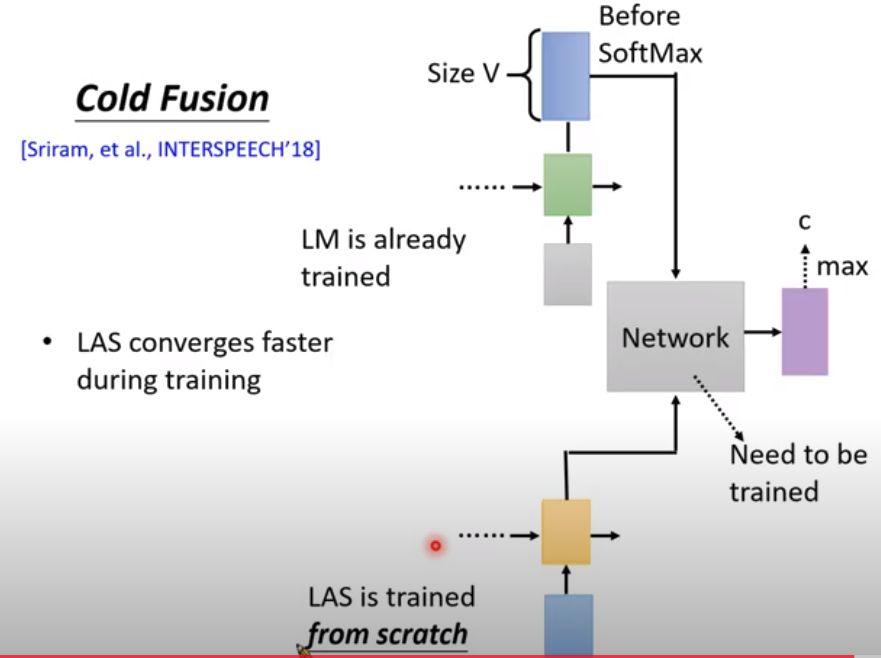 Cold Fusion
[Sriram, et al., INTERSPEECH'18]
Size V
Before
SoftMax
LM is already
trained
• LAS converges faster
during training
Network
c
max
Need to be
trained
LAS is trained
from scratch